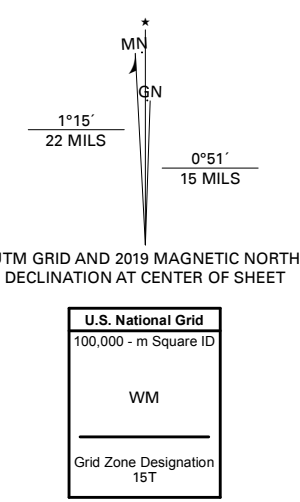 MN
GN
1°15´
22 MILS
0°51´
15 MILS
UTM GRID AND 2019 MAGNETIC NORTH
DECLINATION AT CENTER OF SHEET
U.S. National Grid
100,000 - m Square ID
WM
Grid Zone Designation
15T